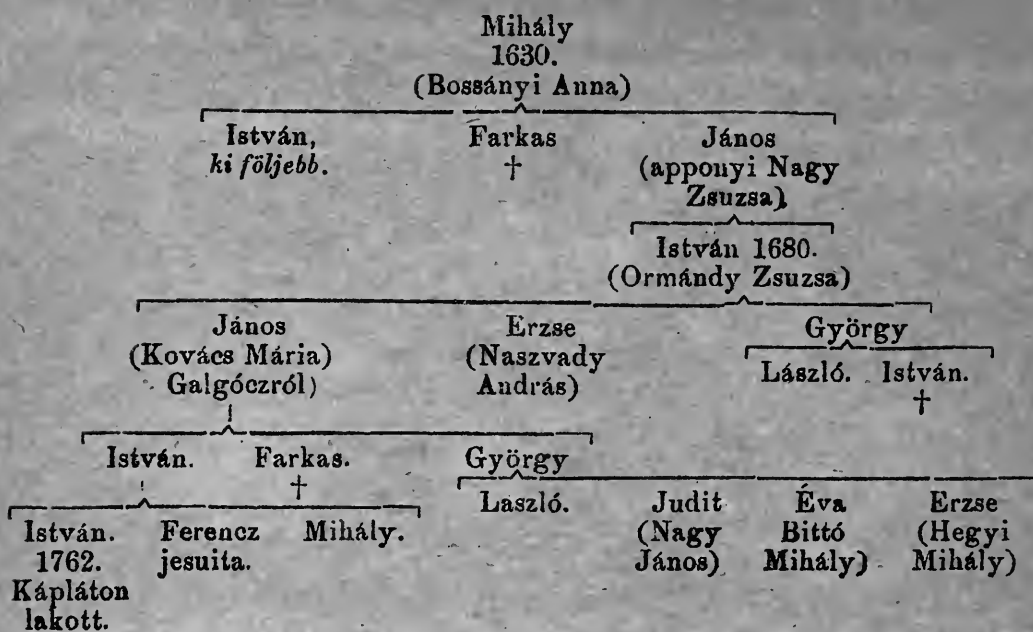 Mihály
1630.
(Bossányi Anna)
István, Farkas János
ki följebb. † (apponyi Nagy
Zsuzsa)
István 1680.
(Ormándy Zsuzsa)
János Erzse György
(Kovács Mária) (Naszvady László. István.
Galgóczról) András) †
István. Farkas. György
† Laszló. Judit Éva Erzse
István. Ferencz Mihály. (Nagy Bittó (Hegyi
1762. jesuita. János) Mihály) Mihály)
Kápláton
lakott.